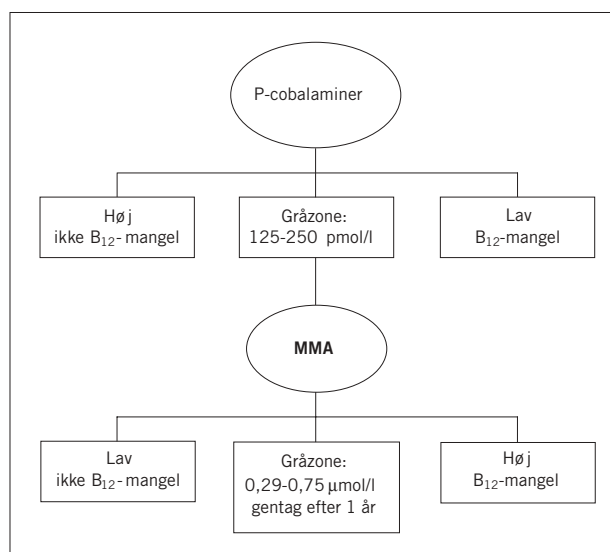 P-cobalaminer
Høj
ikke B₁₂-mangel
Gråzone:
125-250 pmol/l
Lav
B₁₂-mangel
MMA
Lav
ikke B₁₂-mangel
Gråzone:
0,29-0,75 µmol/l
gentag efter 1 år
Høj
B₁₂-mangel